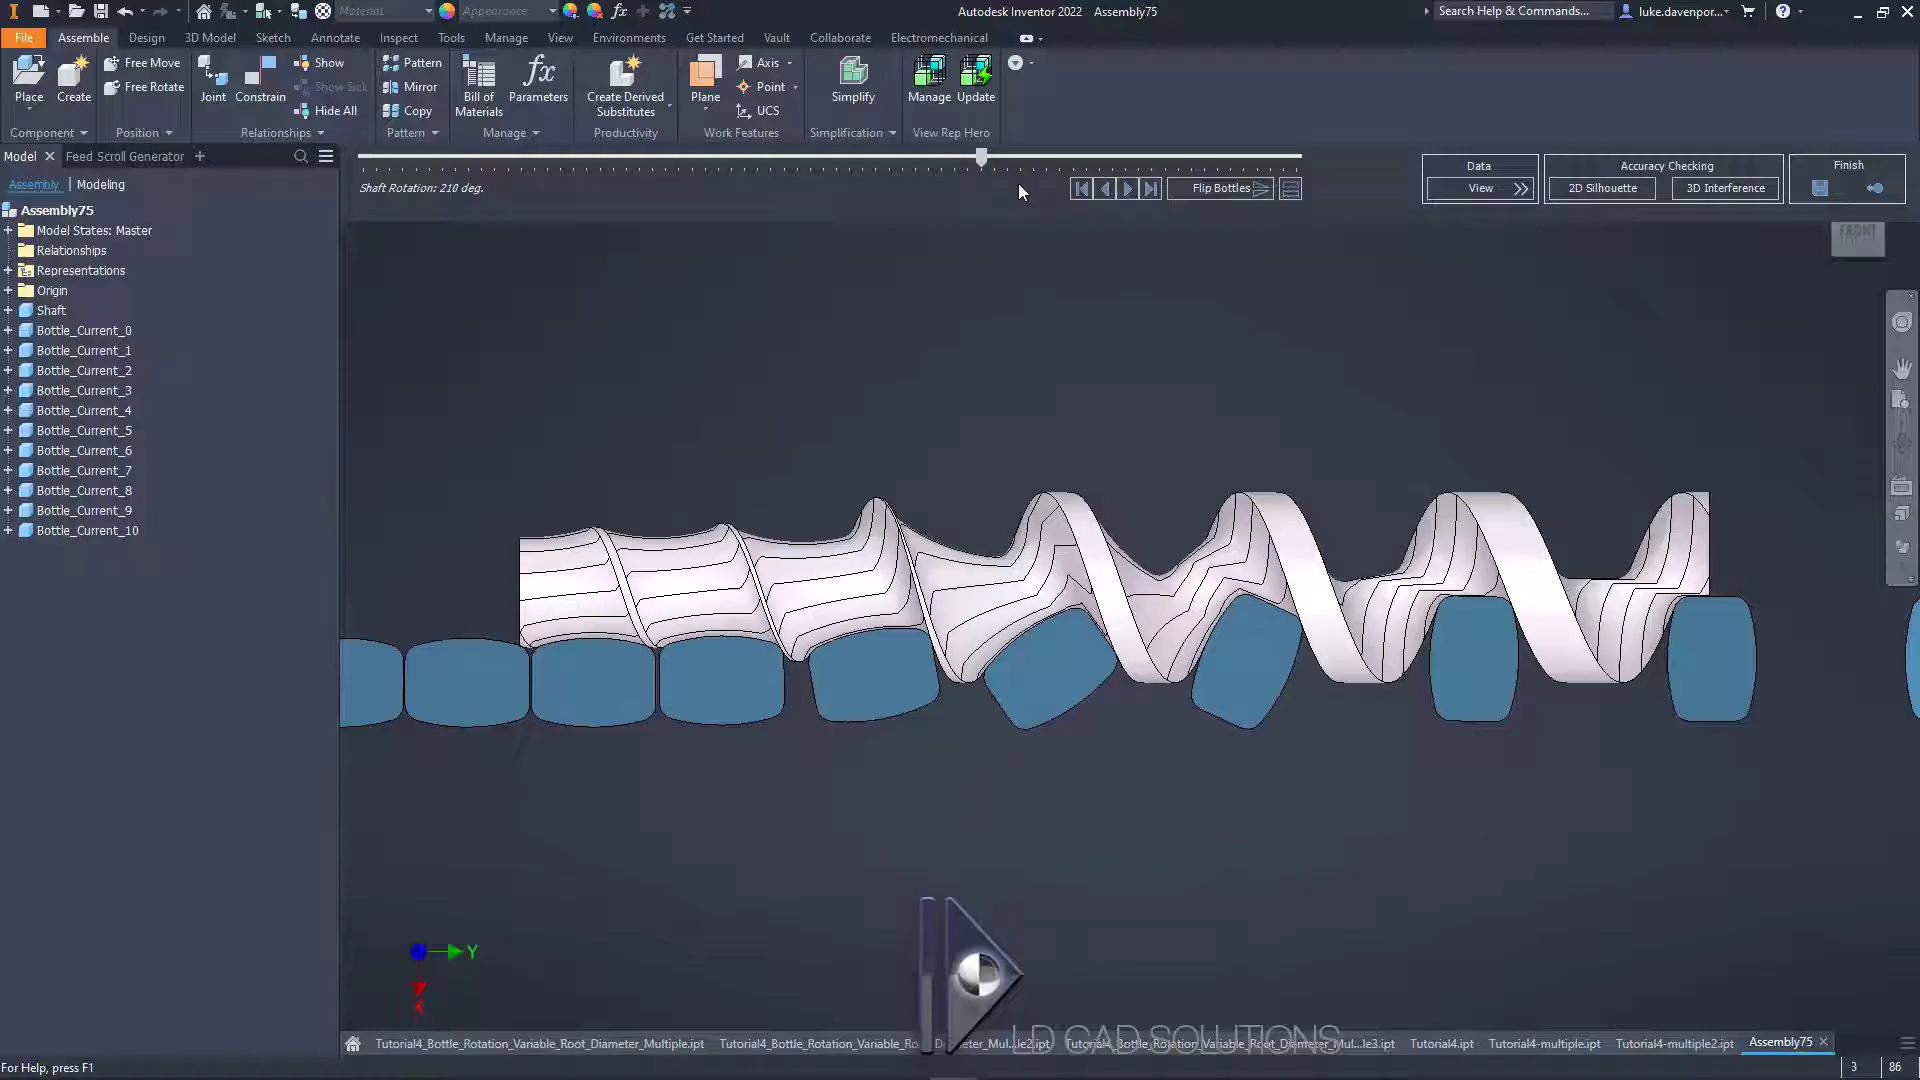 Material
Appearance
fx
Autodesk Inventor 2022 Assembly75
Search Help & Commands...
luke.davenpor...
File Assemble Design 3D Model Sketch Annotate Inspect Tools Manage View Environments Get Started Vault Collaborate Electromechanical
Place
Create
Free Move
Free Rotate
Joint
Constrain
Show
Show Sick
Hide All
Pattern
Mirror
Copy
Bill of
Materials
fx
Parameters
Create Derived
Substitutes
Plane
Axis
Point
UCS
Simplify
Manage
Update
Component
Position
Relationships
Pattern
Manage
Productivity
Work Features
Simplification
View Rep Hero
Model
Feed Scroll Generator
Assembly | Modeling
Assembly75
Model States: Master
Relationships
Representations
Origin
Shaft
Bottle_Current_0
Bottle_Current_1
Bottle_Current_2
Bottle_Current_3
Bottle_Current_4
Bottle_Current_5
Bottle_Current_6
Bottle_Current_7
Bottle_Current_8
Bottle_Current_9
Bottle_Current_10
Shaft Rotation: 210 deg.
Flip Bottles
Data
View
Accuracy Checking
2D Silhouette
3D Interference
Finish
FRONT
Y
LD CAD SOLUTIONS
Tutorial4_Bottle_Rotation_Variable_Root_Diameter_Multiple.ipt
Tutorial4.ipt
Tutorial4-multiple.ipt
Tutorial4-multiple2.ipt
Assembly75
For Help, press F1
3
86